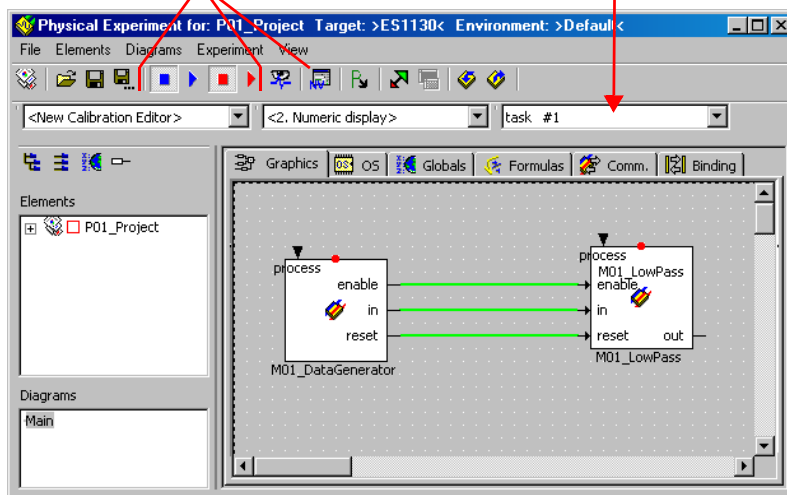 Physical Experiment for: P01_Project Target: >ES1130< Environment: >Default<
File Elements Diagrams Experiment View
<New Calibration Editor> <2. Numeric display> task #1
Graphics OS Globals Formulas Comm. Binding
Elements
P01_Project
process
enable
in
reset
M01_DataGenerator
process
M01_LowPass
enable
in
reset out
M01_LowPass
Diagrams
Main